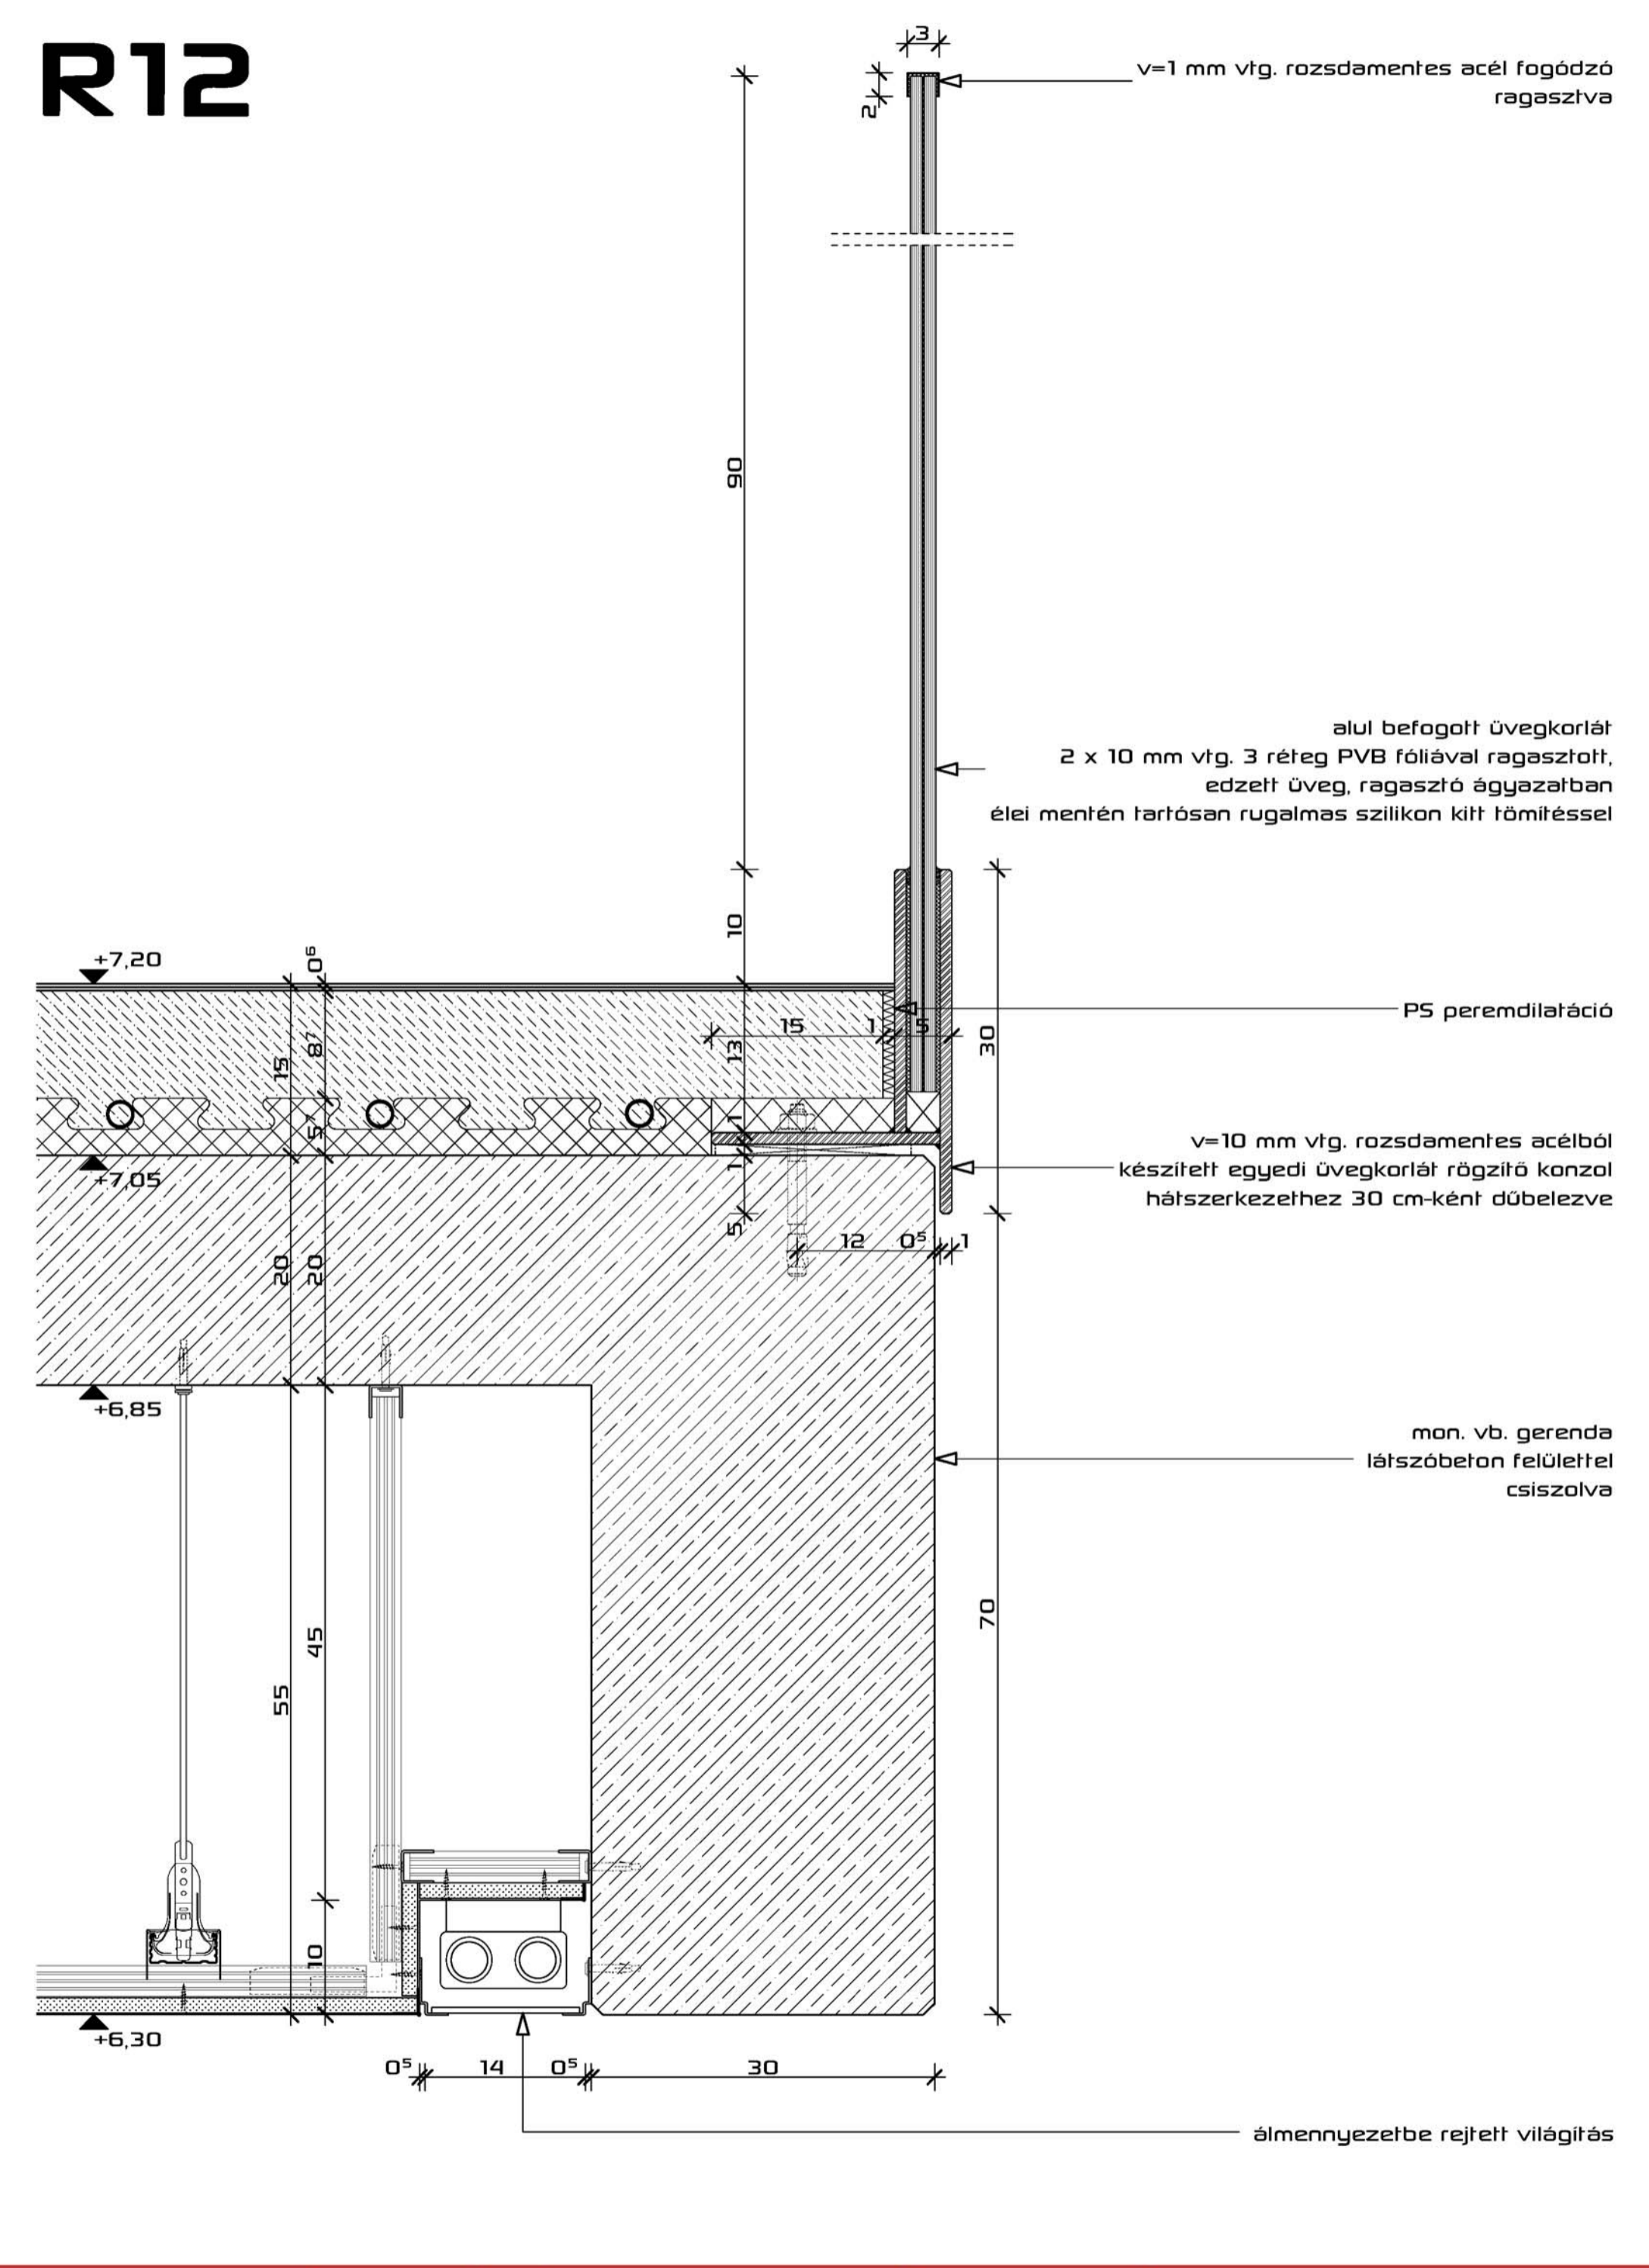 R12
3
v=1 mm vtg. rozsdamentes acél fogódzó
ragasztva
2
90
alul befogott üvegkorlát
2 x 10 mm vtg. 3 réteg PVB fóliával ragasztott,
edzett üveg, ragasztó ágyazatban
élei mentén tartósan rugalmas szilikon kitt tömítéssel
10
+7,20
0⁶
PS peremdilatáció
15 1 5
30
13
8⁷
15
1
5⁷
v=10 mm vtg. rozsdamentes acélból
készített egyedi üvegkorlát rögzítő konzol
hátszerkezethez 30 cm-ként dűbelezve
1
+7,05
5
12 0⁵ 1
20
20
+6,85
mon. vb. gerenda
látszóbeton felülettel
csiszolva
70
45
55
10
+6,30
0⁵ 14 0⁵ 30
álmennyezetbe rejtett világítás